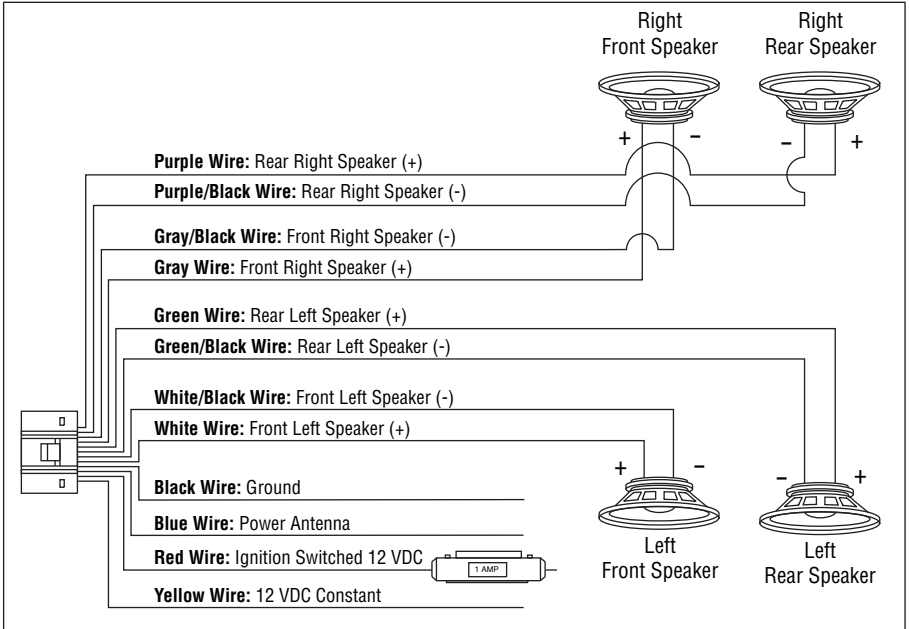 Right
Front Speaker
Right
Rear Speaker
+
−
−
+
Purple Wire: Rear Right Speaker (+)
Purple/Black Wire: Rear Right Speaker (-)
Gray/Black Wire: Front Right Speaker (-)
Gray Wire: Front Right Speaker (+)
Green Wire: Rear Left Speaker (+)
Green/Black Wire: Rear Left Speaker (-)
White/Black Wire: Front Left Speaker (-)
White Wire: Front Left Speaker (+)
+
−
−
+
Black Wire: Ground
Blue Wire: Power Antenna
Red Wire: Ignition Switched 12 VDC
1 AMP
Yellow Wire: 12 VDC Constant
Left
Front Speaker
Left
Rear Speaker